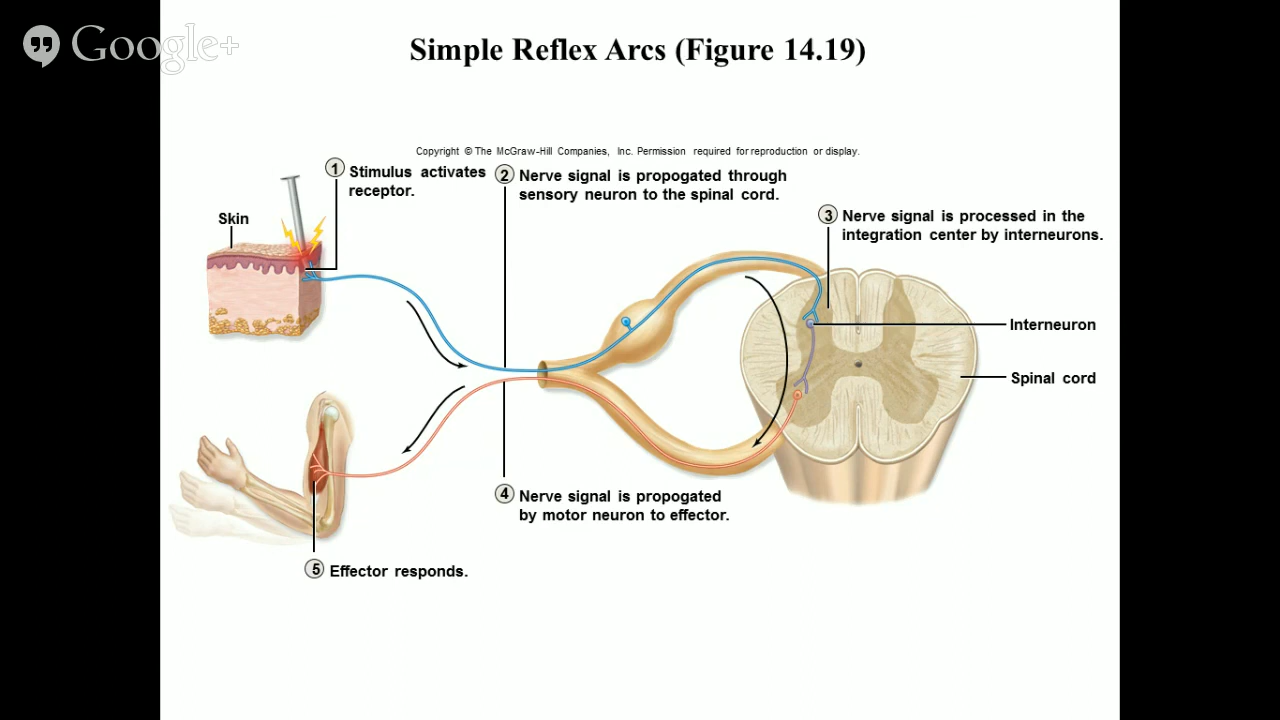 Google+
Simple Reflex Arcs (Figure 14.19)
Copyright © The McGraw-Hill Companies, Inc. Permission required for reproduction or display.
1 Stimulus activates
receptor.
2 Nerve signal is propogated through
sensory neuron to the spinal cord.
Skin
3 Nerve signal is processed in the
integration center by interneurons.
Interneuron
Spinal cord
4 Nerve signal is propogated
by motor neuron to effector.
5 Effector responds.